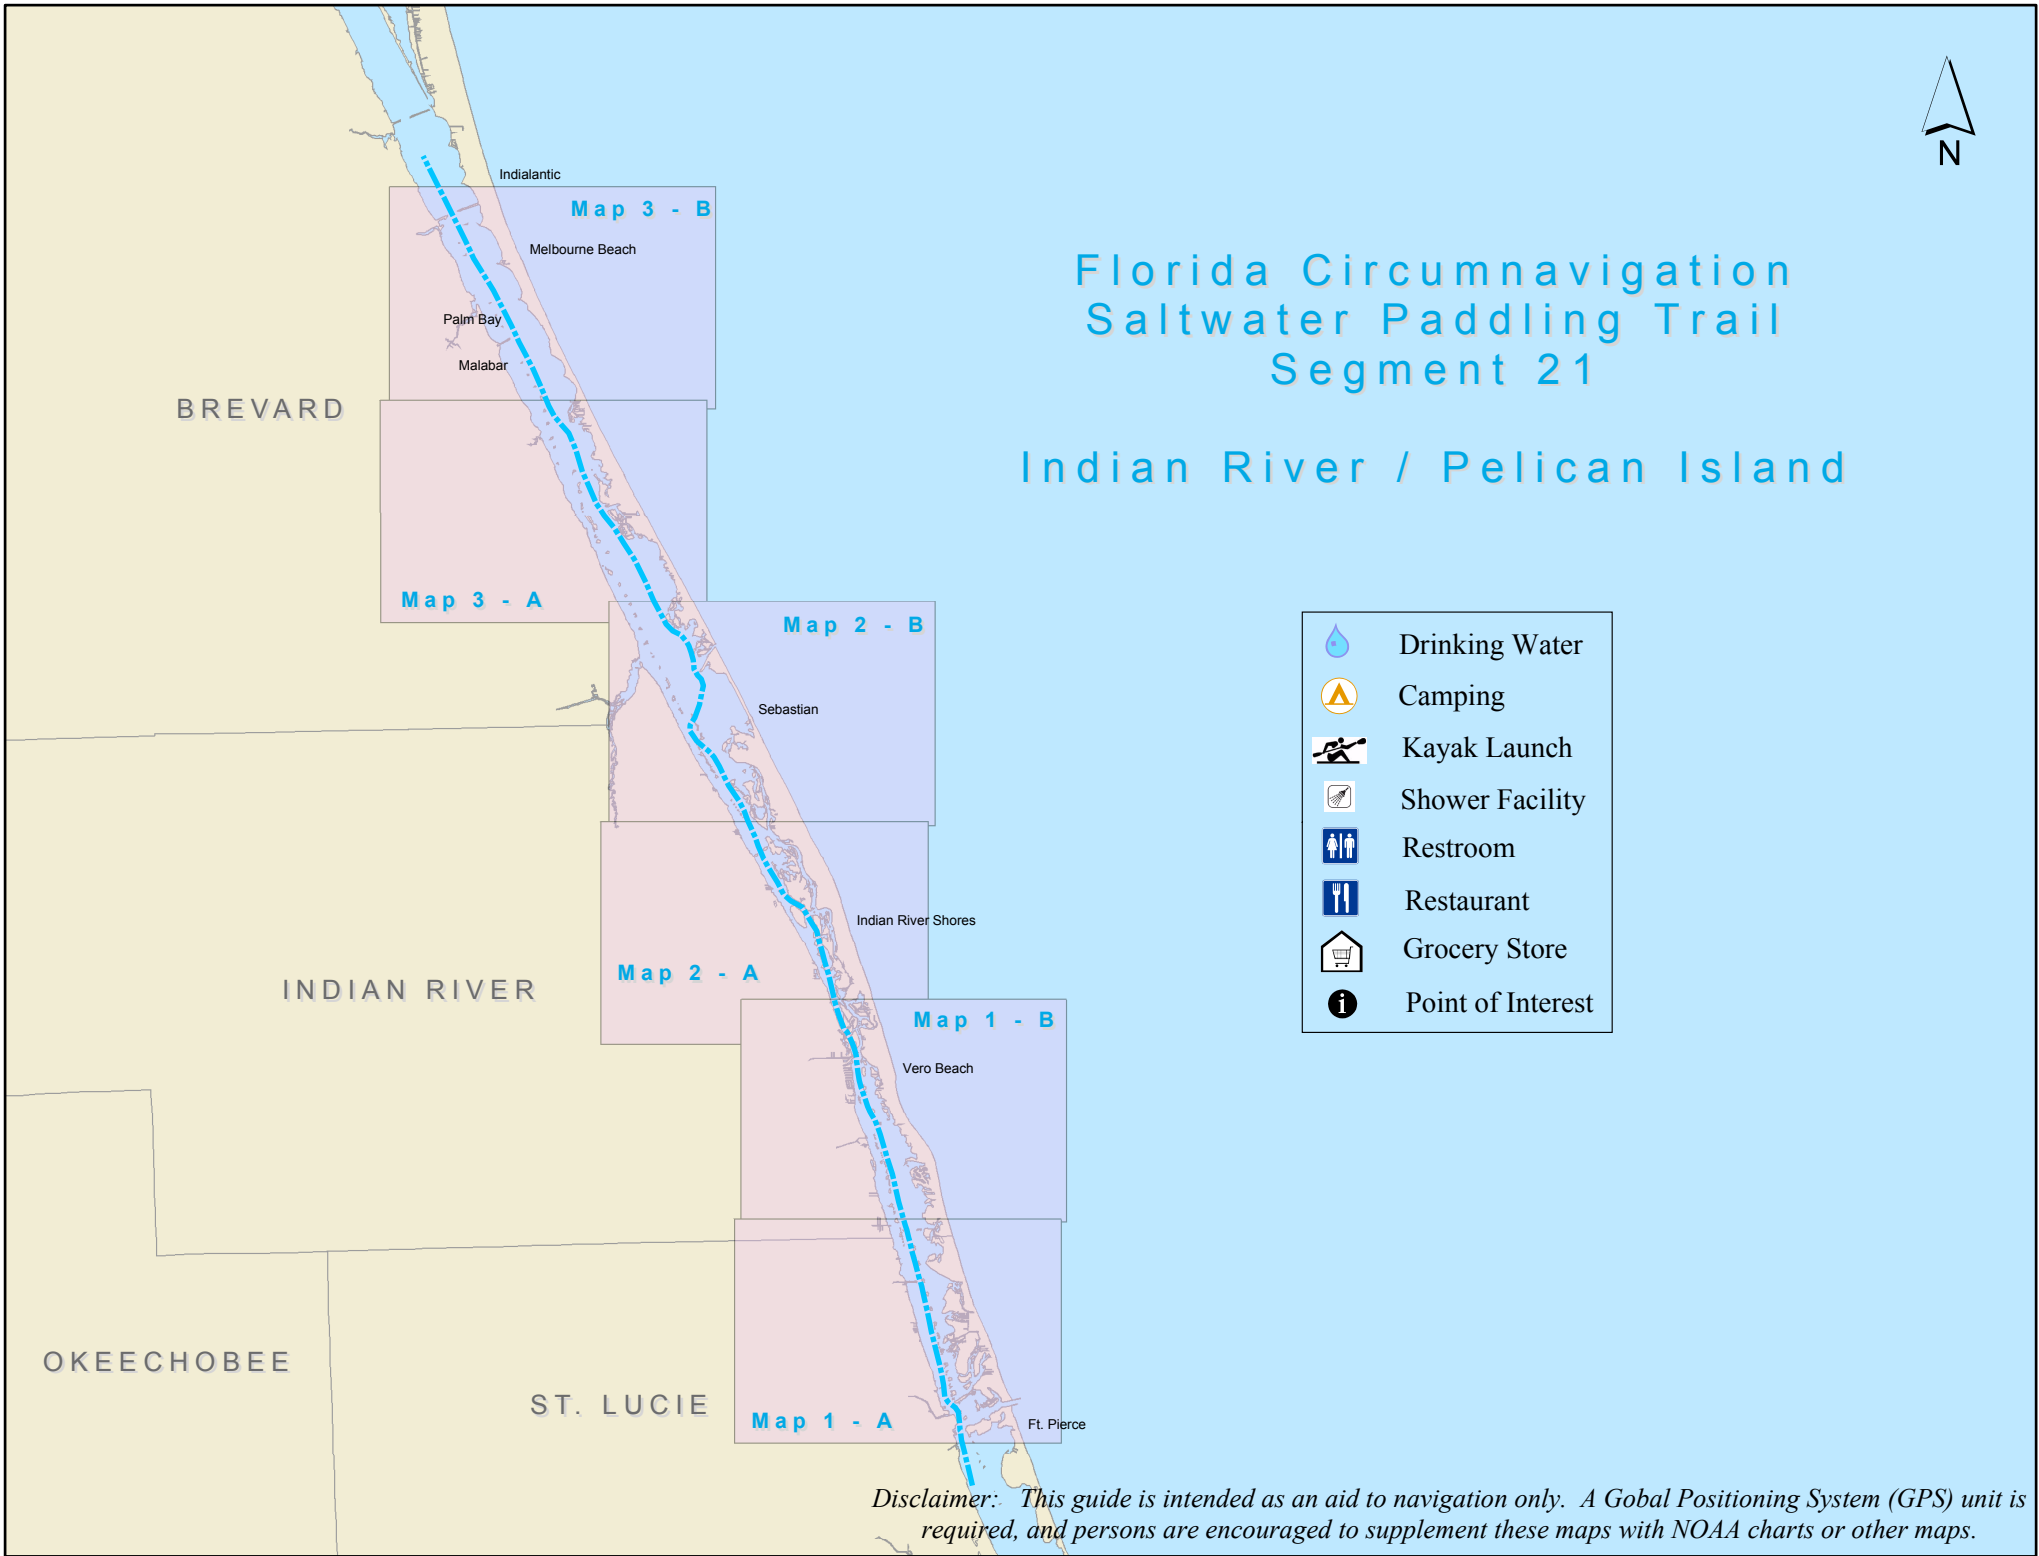 N
Indialantic
Map 3 - B
Melbourne Beach
Florida Circumnavigation
Saltwater Paddling Trail
Segment 21
Palm Bay
Malabar
BREVARD
Indian River / Pelican Island
Map 3 - A
Map 2 - B
Sebastian
Drinking Water
Camping
Kayak Launch
Shower Facility
Restroom
Restaurant
Grocery Store
i
Point of Interest
Indian River Shores
Map 2 - A
INDIAN RIVER
Map 1 - B
Vero Beach
OKEECHOBEE
ST. LUCIE
Map 1 - A
Ft. Pierce
Disclaimer: This guide is intended as an aid to navigation only. A Gobal Positioning System (GPS) unit is
required, and persons are encouraged to supplement these maps with NOAA charts or other maps.